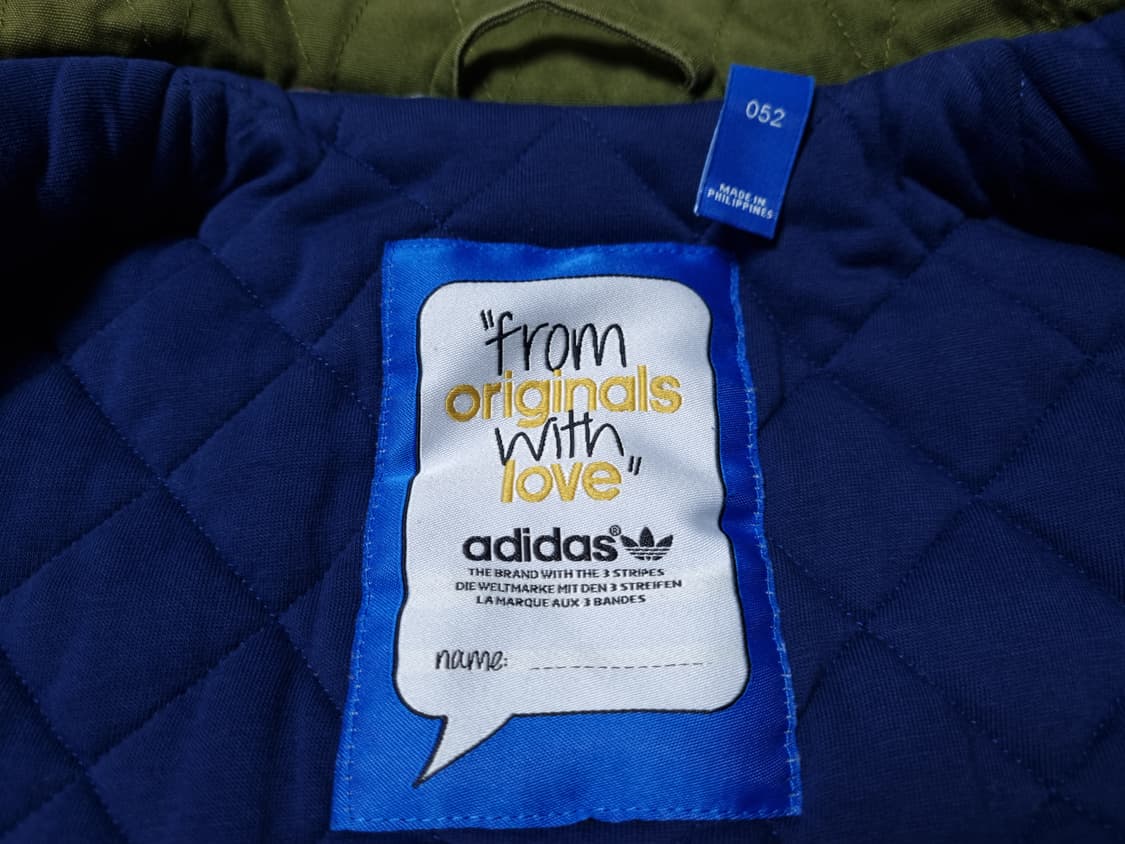 052
MADE IN
PHILIPPINES
"from
originals
with
love"
adidas®
THE BRAND WITH THE 3 STRIPES
DIE WELTMARKE MIT DEN 3 STREIFEN
LA MARQUE AUX 3 BANDES
name: